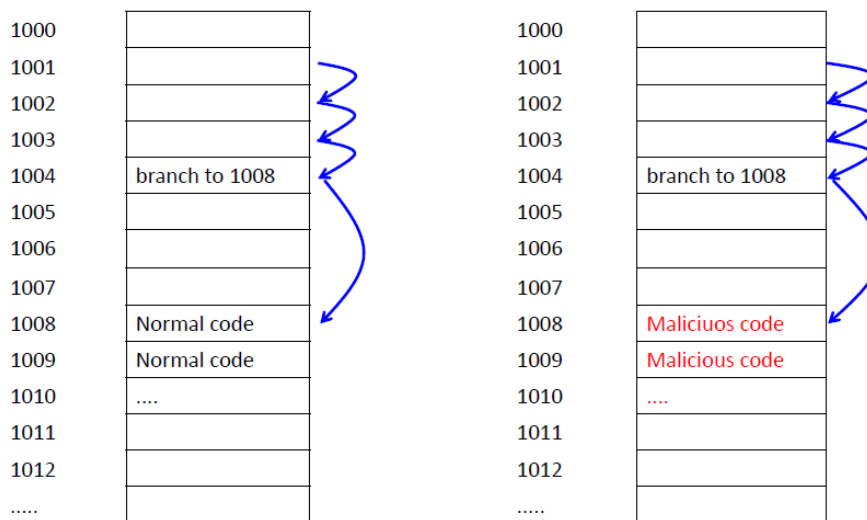 1000 1000
1001 1001
1002 1002
1003 1003
1004 branch to 1008 1004 branch to 1008
1005 1005
1006 1006
1007 1007
1008 Normal code 1008 Maliciuos code
1009 Normal code 1009 Malicious code
1010 .... 1010 ....
1011 1011
1012 1012
..... .....